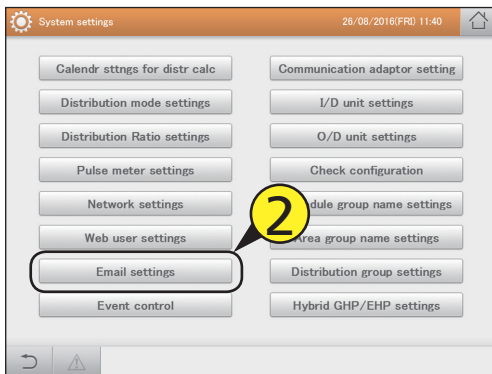 System settings
26/08/2016(FRI) 11:40
Calendr sttngs for distr calc
Communication adaptor setting
Distribution mode settings
I/D unit settings
Distribution Ratio settings
O/D unit settings
Pulse meter settings
Check configuration
Network settings
dule group name settings
2
Web user settings
Area group name settings
Email settings
Distribution group settings
Event control
Hybrid GHP/EHP settings